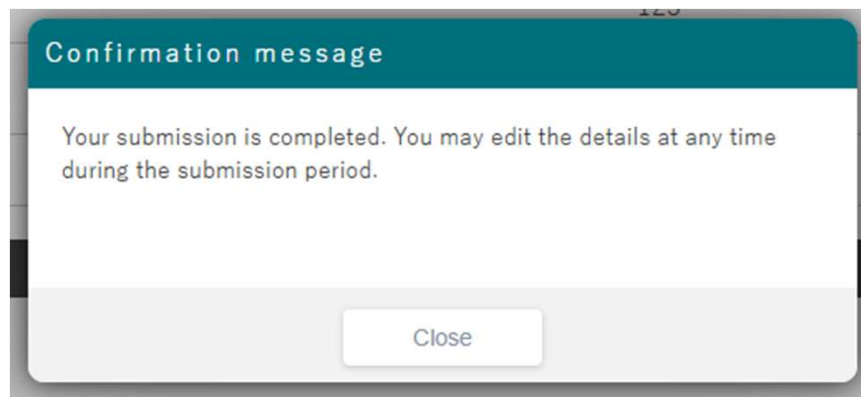 Confirmation message
Your submission is completed. You may edit the details at any time
during the submission period.
Close